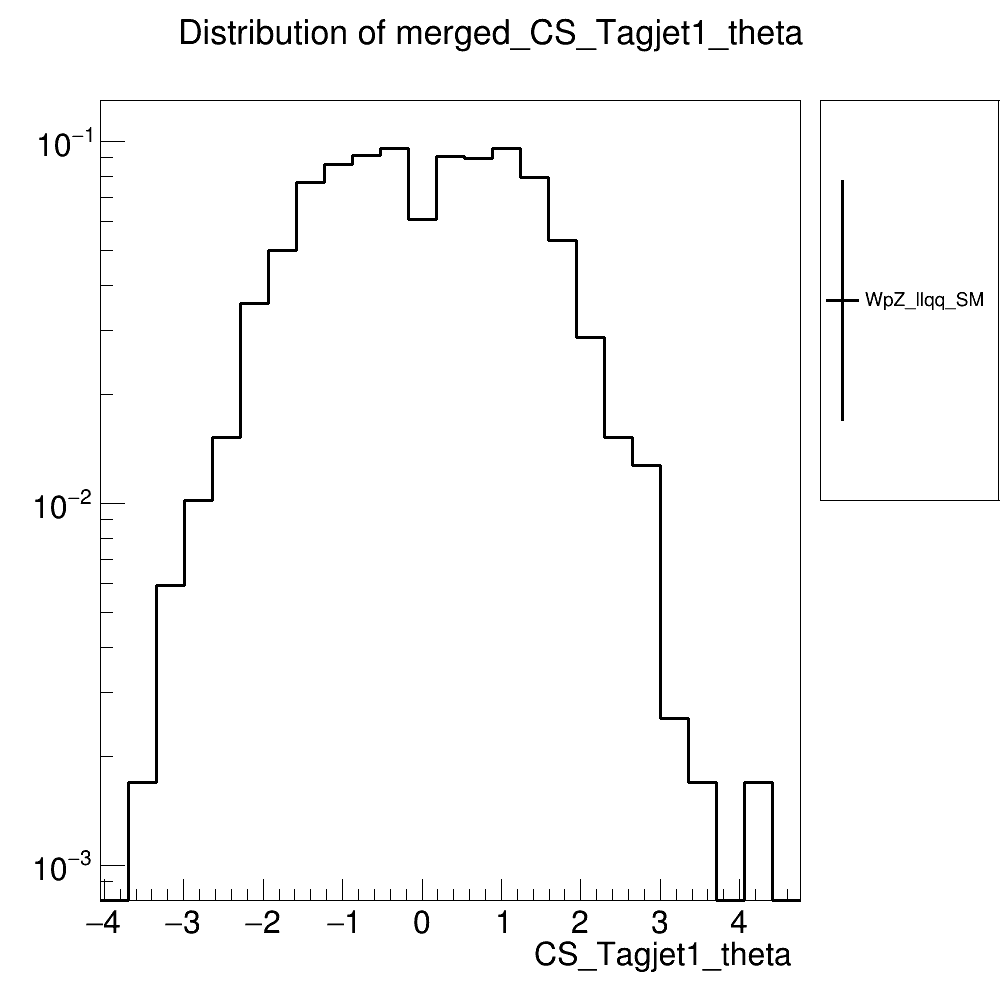 Distribution of merged_CS_Tagjet1_theta
10−1
10−2
10−3
−4 −3 −2 −1 0 1 2 3 4
CS_Tagjet1_theta
WpZ_llqq_SM